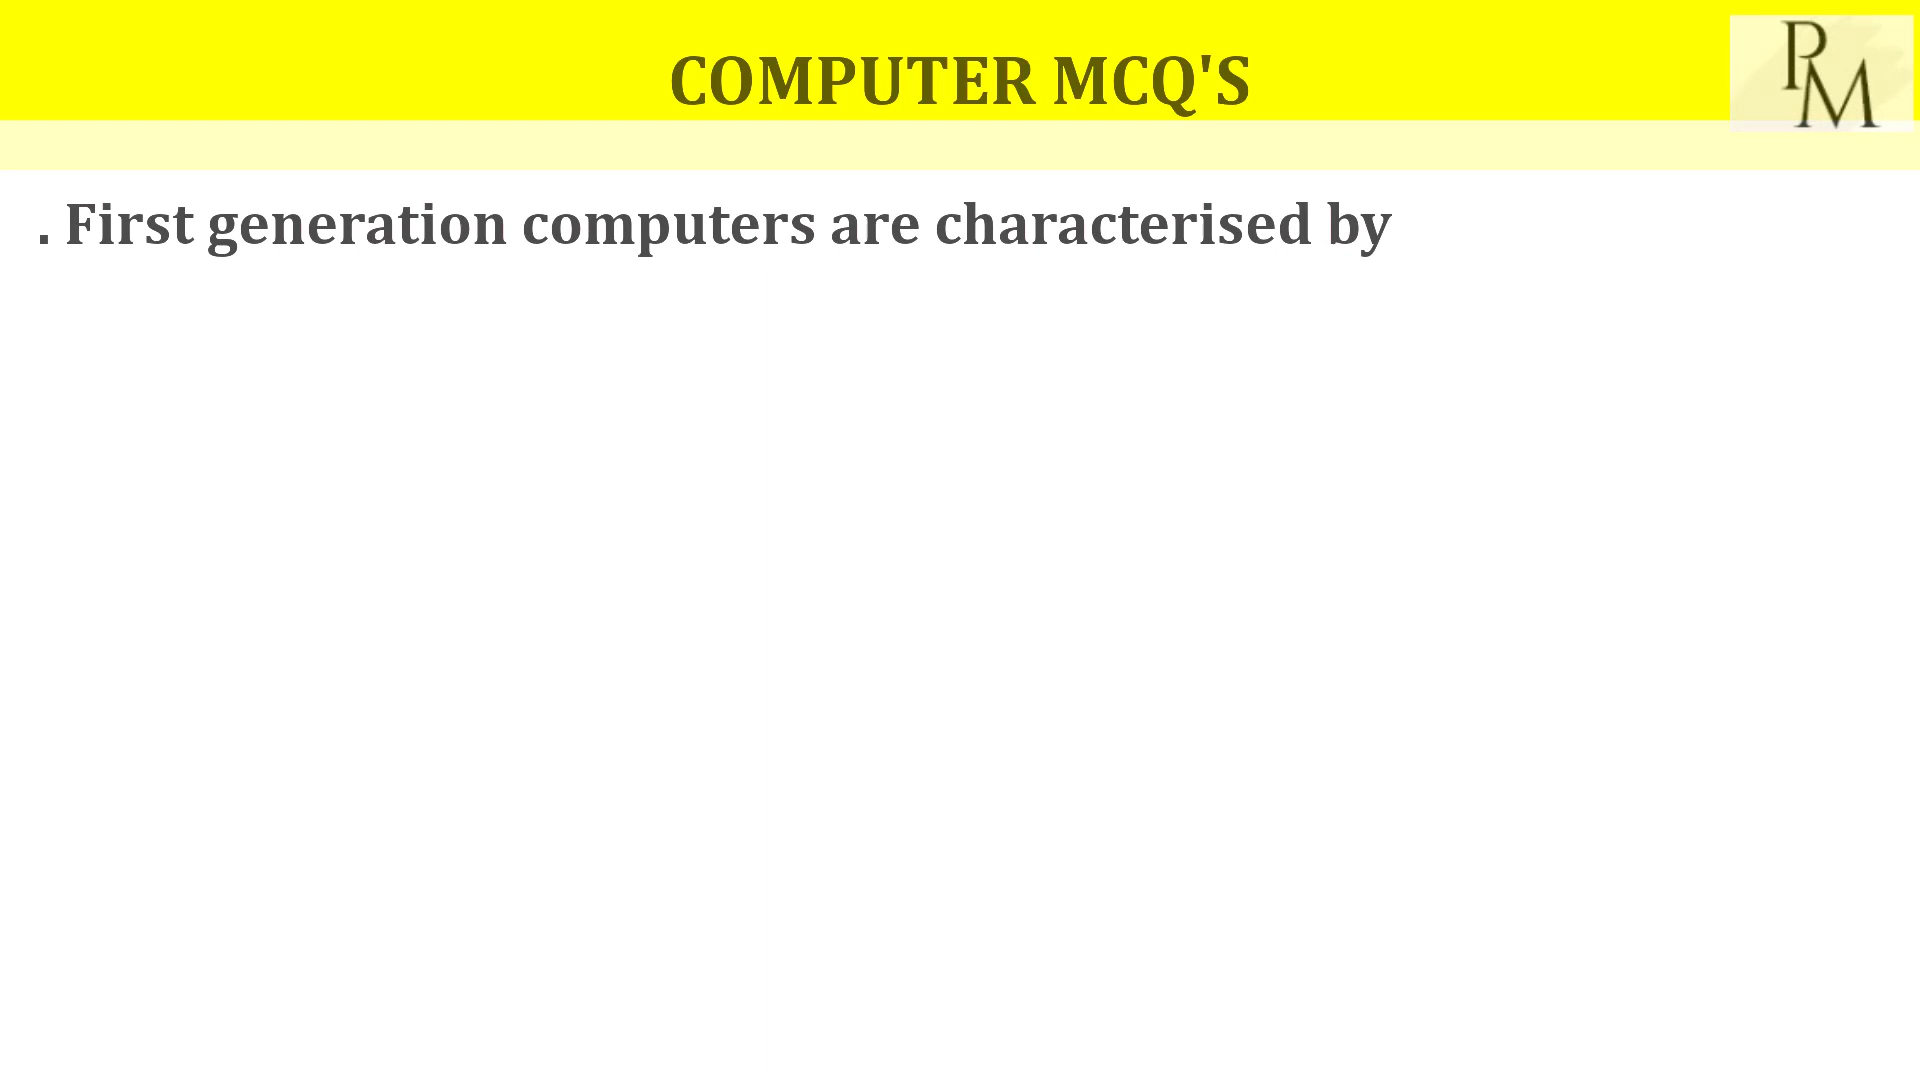 COMPUTER MCQ'S
PM
. First generation computers are characterised by